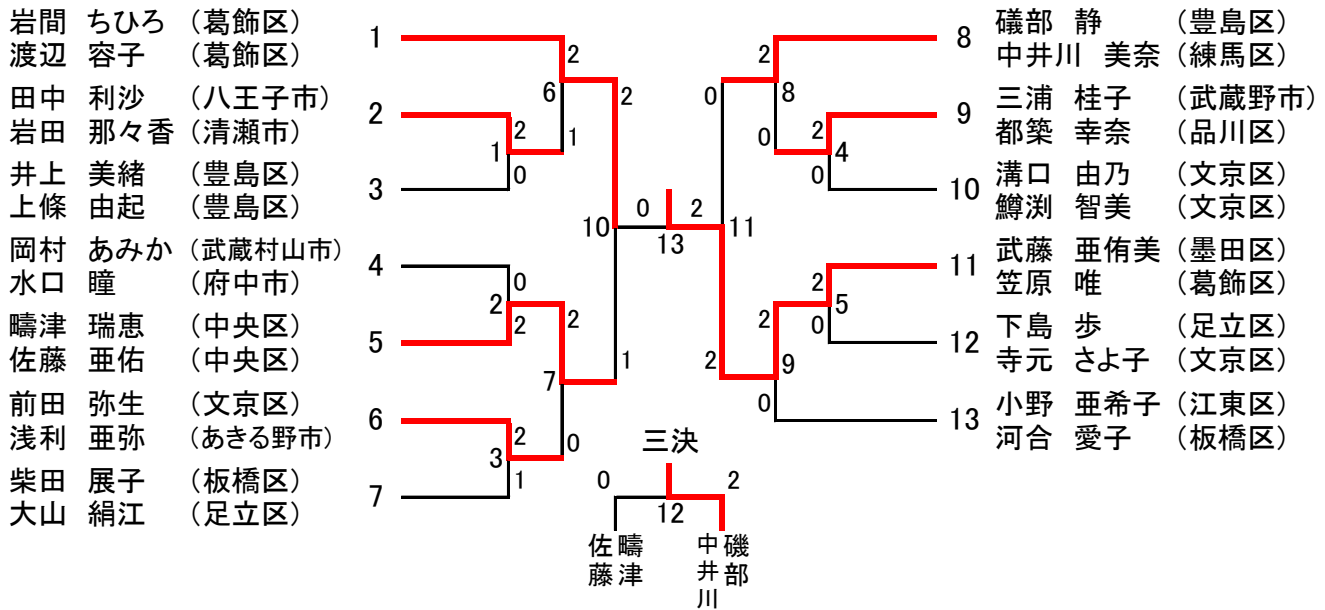 岩間 ちひろ (葛飾区)
渡辺 容子 (葛飾区)
1
田中 利沙 (八王子市)
岩田 那々香 (清瀬市)
2
井上 美緒 (豊島区)
上條 由起 (豊島区)
3
岡村 あみか (武蔵村山市)
水口 瞳 (府中市)
4
疇津 瑞恵 (中央区)
佐藤 亜佑 (中央区)
5
前田 弥生 (文京区)
浅利 亜弥 (あきる野市)
6
柴田 展子 (板橋区)
大山 絹江 (足立区)
7
2
6
1
2
1
0
2
10
0
2
2
2
7
1
2
3
1
0
0
2
13
11
2
0
2
8
0
2
4
0
2
5
0
2
9
0
三決
0
2
12
佐藤
疇津
中井川
磯部
8
礒部 静 (豊島区)
中井川 美奈 (練馬区)
9
三浦 桂子 (武蔵野市)
都築 幸奈 (品川区)
10
溝口 由乃 (文京区)
鱒渕 智美 (文京区)
11
武藤 亜侑美 (墨田区)
笠原 唯 (葛飾区)
12
下島 歩 (足立区)
寺元 さよ子 (文京区)
13
小野 亜希子 (江東区)
河合 愛子 (板橋区)